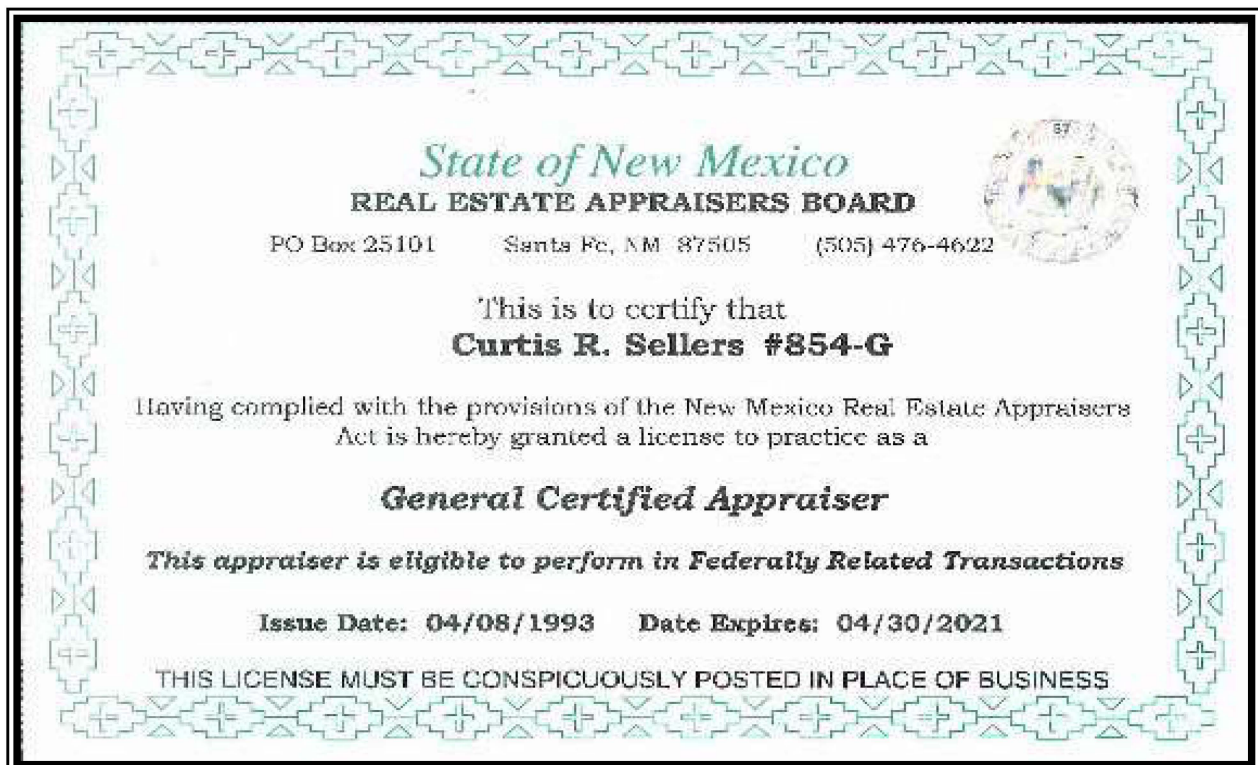 State of New Mexico
REAL ESTATE APPRAISERS BOARD
PO Box 25101 Santa Fe, NM 87505 (505) 476-4622
This is to certify that
Curtis R. Sellers #854-G
Having complied with the provisions of the New Mexico Real Estate Appraisers
Act is hereby granted a license to practice as a
General Certified Appraiser
This appraiser is eligible to perform in Federally Related Transactions
Issue Date: 04/08/1993 Date Expires: 04/30/2021
THIS LICENSE MUST BE CONSPICUOUSLY POSTED IN PLACE OF BUSINESS